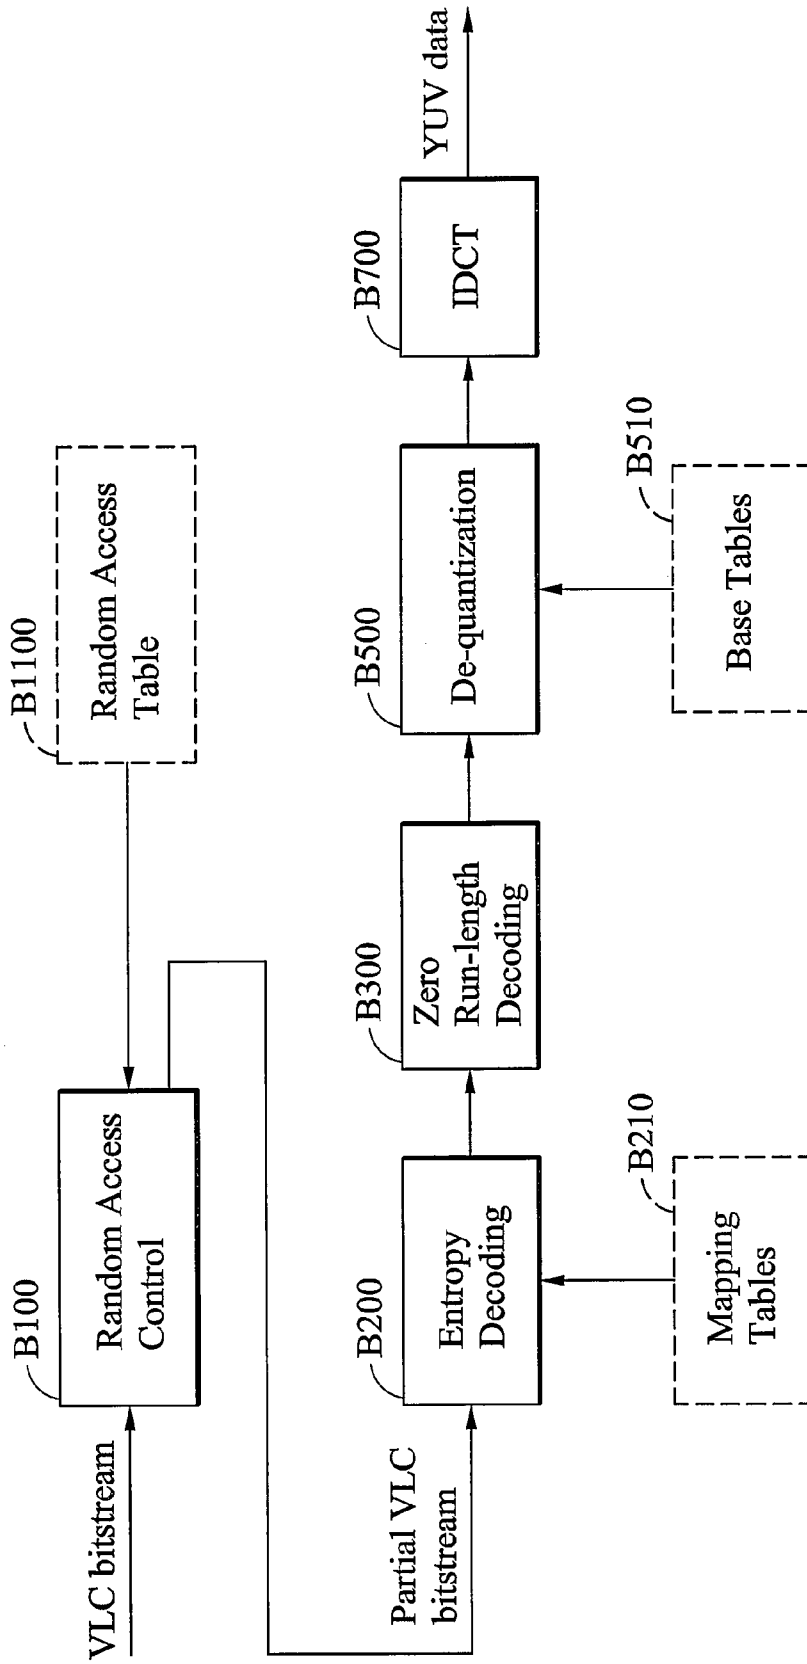 B100
B1100
VLC bitstream
Random Access
Control
Random Access
Table
B200
B300
B500
B700
Partial VLC
bitstream
Entropy
Decoding
Zero
Run-length
Decoding
De-quantization
IDCT
YUV data
B210
B510
Mapping
Tables
Base Tables